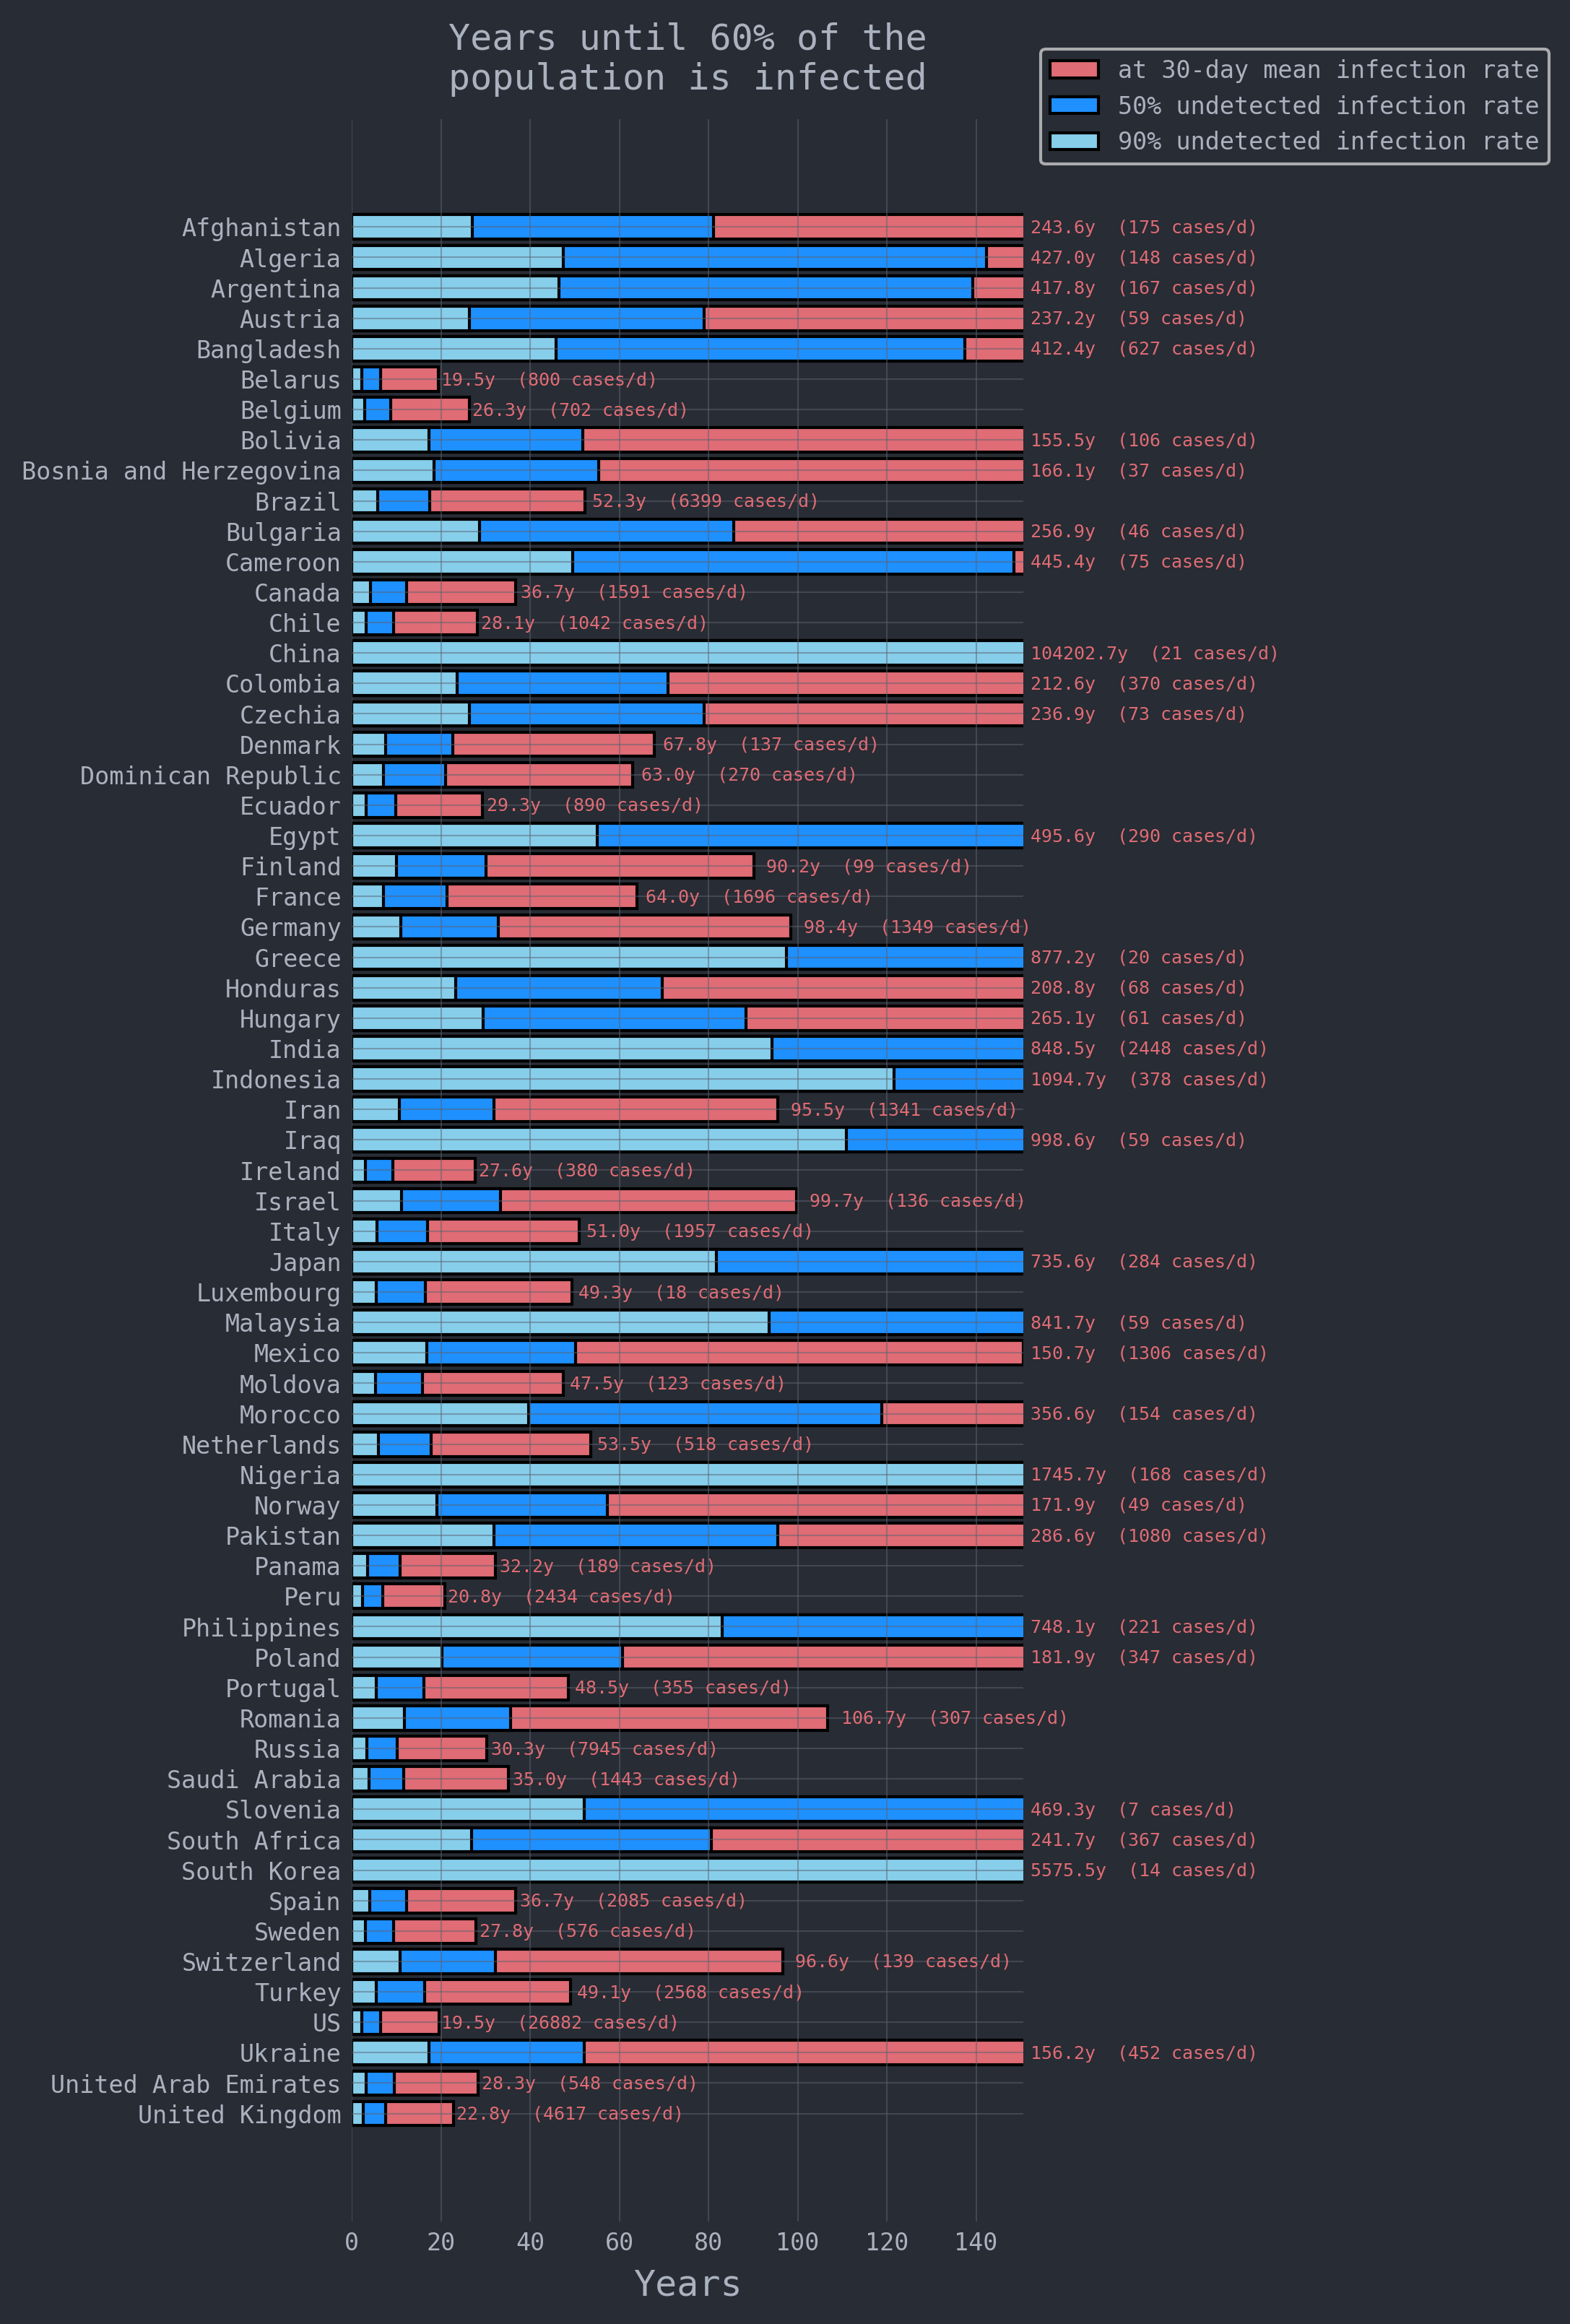 Years until 60% of the
population is infected
at 30-day mean infection rate
50% undetected infection rate
90% undetected infection rate
Afghanistan 243.6y (175 cases/d)
Algeria 427.0y (148 cases/d)
Argentina 417.8y (167 cases/d)
Austria 237.2y (59 cases/d)
Bangladesh 412.4y (627 cases/d)
Belarus 19.5y (800 cases/d)
Belgium 26.3y (702 cases/d)
Bolivia 155.5y (106 cases/d)
Bosnia and Herzegovina 166.1y (37 cases/d)
Brazil 52.3y (6399 cases/d)
Bulgaria 256.9y (46 cases/d)
Cameroon 445.4y (75 cases/d)
Canada 36.7y (1591 cases/d)
Chile 28.1y (1042 cases/d)
China 104202.7y (21 cases/d)
Colombia 212.6y (370 cases/d)
Czechia 236.9y (73 cases/d)
Denmark 67.8y (137 cases/d)
Dominican Republic 63.0y (270 cases/d)
Ecuador 29.3y (890 cases/d)
Egypt 495.6y (290 cases/d)
Finland 90.2y (99 cases/d)
France 64.0y (1696 cases/d)
Germany 98.4y (1349 cases/d)
Greece 877.2y (20 cases/d)
Honduras 208.8y (68 cases/d)
Hungary 265.1y (61 cases/d)
India 848.5y (2448 cases/d)
Indonesia 1094.7y (378 cases/d)
Iran 95.5y (1341 cases/d)
Iraq 998.6y (59 cases/d)
Ireland 27.6y (380 cases/d)
Israel 99.7y (136 cases/d)
Italy 51.0y (1957 cases/d)
Japan 735.6y (284 cases/d)
Luxembourg 49.3y (18 cases/d)
Malaysia 841.7y (59 cases/d)
Mexico 150.7y (1306 cases/d)
Moldova 47.5y (123 cases/d)
Morocco 356.6y (154 cases/d)
Netherlands 53.5y (518 cases/d)
Nigeria 1745.7y (168 cases/d)
Norway 171.9y (49 cases/d)
Pakistan 286.6y (1080 cases/d)
Panama 32.2y (189 cases/d)
Peru 20.8y (2434 cases/d)
Philippines 748.1y (221 cases/d)
Poland 181.9y (347 cases/d)
Portugal 48.5y (355 cases/d)
Romania 106.7y (307 cases/d)
Russia 30.3y (7945 cases/d)
Saudi Arabia 35.0y (1443 cases/d)
Slovenia 469.3y (7 cases/d)
South Africa 241.7y (367 cases/d)
South Korea 5575.5y (14 cases/d)
Spain 36.7y (2085 cases/d)
Sweden 27.8y (576 cases/d)
Switzerland 96.6y (139 cases/d)
Turkey 49.1y (2568 cases/d)
US 19.5y (26882 cases/d)
Ukraine 156.2y (452 cases/d)
United Arab Emirates 28.3y (548 cases/d)
United Kingdom 22.8y (4617 cases/d)
0 20 40 60 80 100 120 140
Years